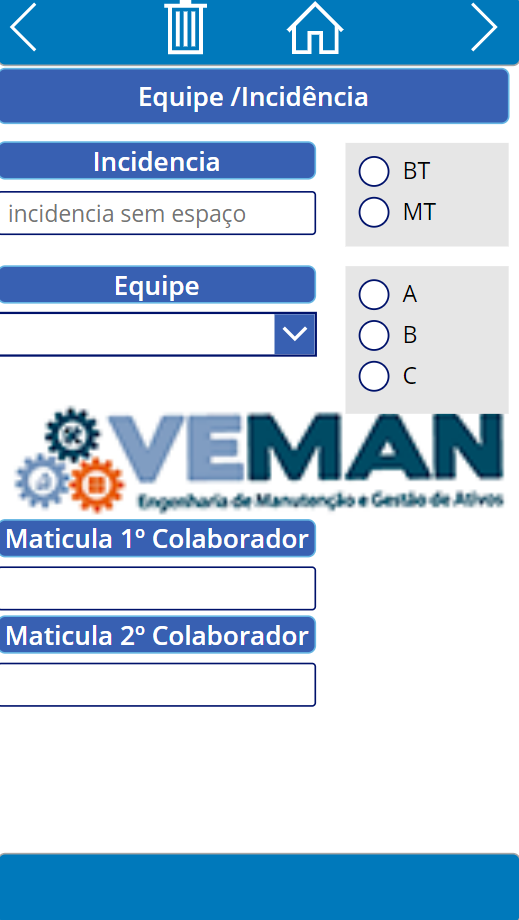 Equipe /Incidência
Incidencia
BT
incidencia sem espaço
MT
Equipe
A
B
C
VEMAN
Engenharia de Manutenção e Gestão de Ativos
Maticula 1º Colaborador
Maticula 2º Colaborador